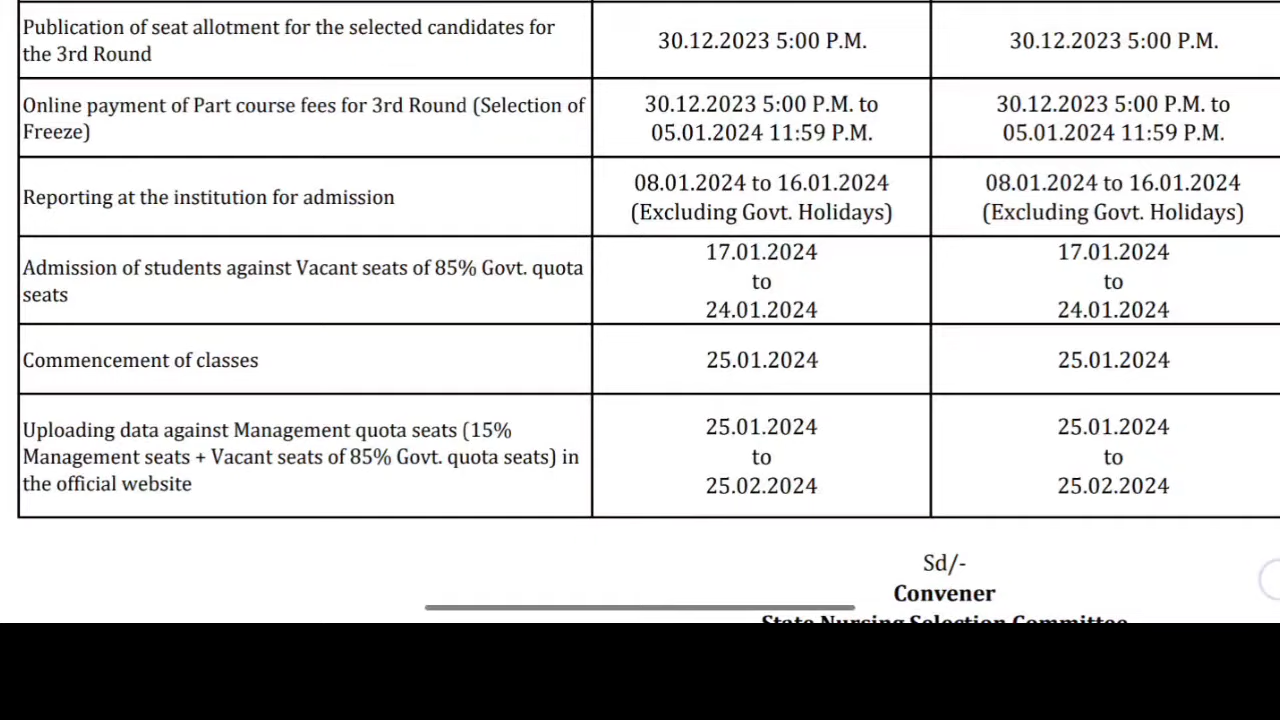 Publication of seat allotment for the selected candidates for
the 3rd Round
30.12.2023 5:00 P.M.
30.12.2023 5:00 P.M.
Online payment of Part course fees for 3rd Round (Selection of
Freeze)
30.12.2023 5:00 P.M. to
05.01.2024 11:59 P.M.
30.12.2023 5:00 P.M. to
05.01.2024 11:59 P.M.
Reporting at the institution for admission
08.01.2024 to 16.01.2024
(Excluding Govt. Holidays)
08.01.2024 to 16.01.2024
(Excluding Govt. Holidays)
Admission of students against Vacant seats of 85% Govt. quota
seats
17.01.2024
to
24.01.2024
17.01.2024
to
24.01.2024
Commencement of classes
25.01.2024
25.01.2024
Uploading data against Management quota seats (15%
Management seats + Vacant seats of 85% Govt. quota seats) in
the official website
25.01.2024
to
25.02.2024
25.01.2024
to
25.02.2024
Sd/-
Convener
State Nursing Selection Committee